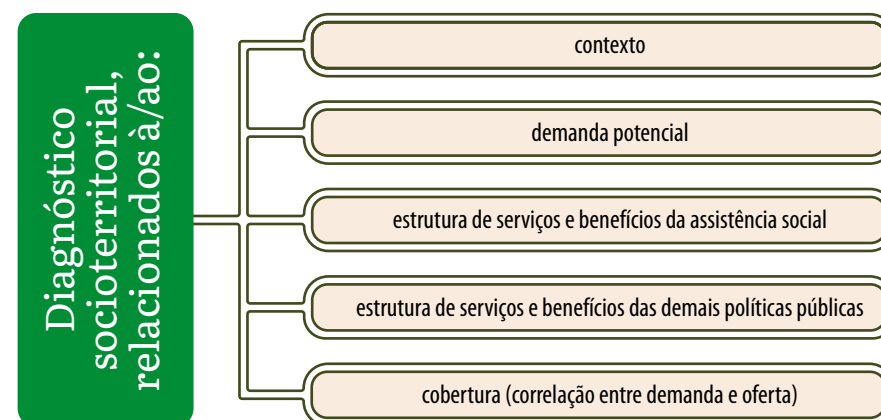 Diagnóstico
socioterritorial,
relacionados à/ao:
contexto
demanda potencial
estrutura de serviços e benefícios da assistência social
estrutura de serviços e benefícios das demais políticas públicas
cobertura (correlação entre demanda e oferta)